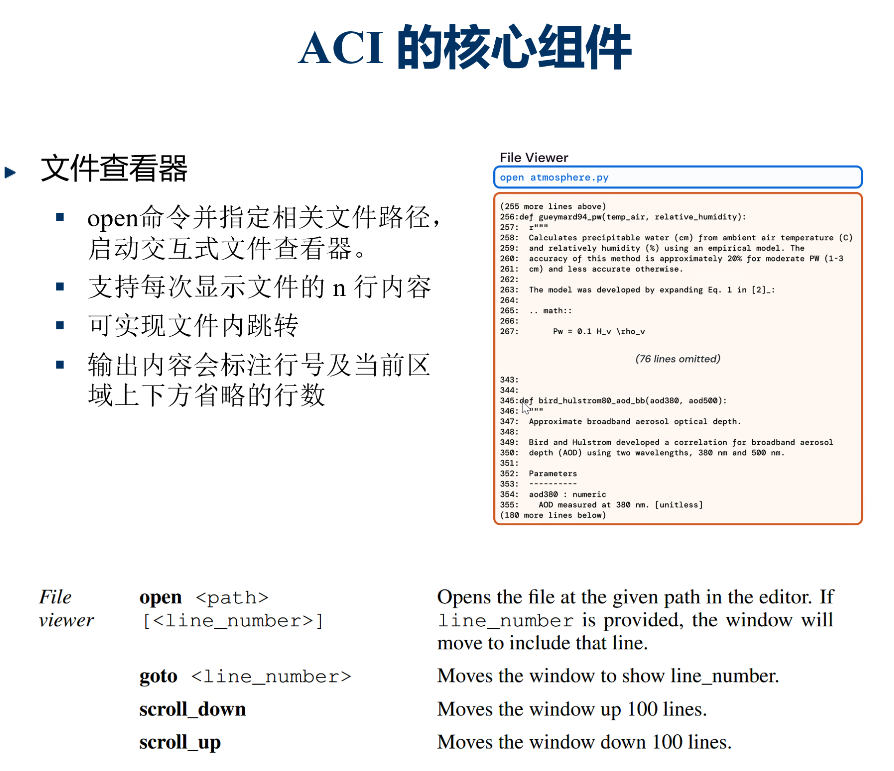 ACI 的核心组件
文件查看器
open命令并指定相关文件路径，
启动交互式文件查看器。
支持每次显示文件的 n 行内容
可实现文件内跳转
输出内容会标注行号及当前区
域上下方省略的行数
File Viewer
open atmosphere.py
(255 more lines above)
256:def gueymard94_pw(temp_air, relative_humidity):
257:  r"""
258:  Calculates precipitable water (cm) from ambient air temperature (C)
259:  and relatively humidity (%) using an empirical model. The
260:  accuracy of this method is approximately 20% for moderate PW (1-3
261:  cm) and less accurate otherwise.
262:
263:  The model was developed by expanding Eq. 1 in [2]_:
264:
265:  .. math::
266:
267:       Pw = 0.1 H_v \rho_v
(76 lines omitted)
343:
344:
345:def bird_hulstrom80_aod_bb(aod380, aod500):
346:  """
347:  Approximate broadband aerosol optical depth.
348:
349:  Bird and Hulstrom developed a correlation for broadband aerosol
350:  depth (AOD) using two wavelengths, 380 nm and 500 nm.
351:
352:  Parameters
353:  ----------
354:  aod380 : numeric
355:    AOD measured at 380 nm. [unitless]
(180 more lines below)
File
viewer
open <path>
[<line_number>]
Opens the file at the given path in the editor. If
line_number is provided, the window will
move to include that line.
goto <line_number>
Moves the window to show line_number.
scroll_down
Moves the window up 100 lines.
scroll_up
Moves the window down 100 lines.